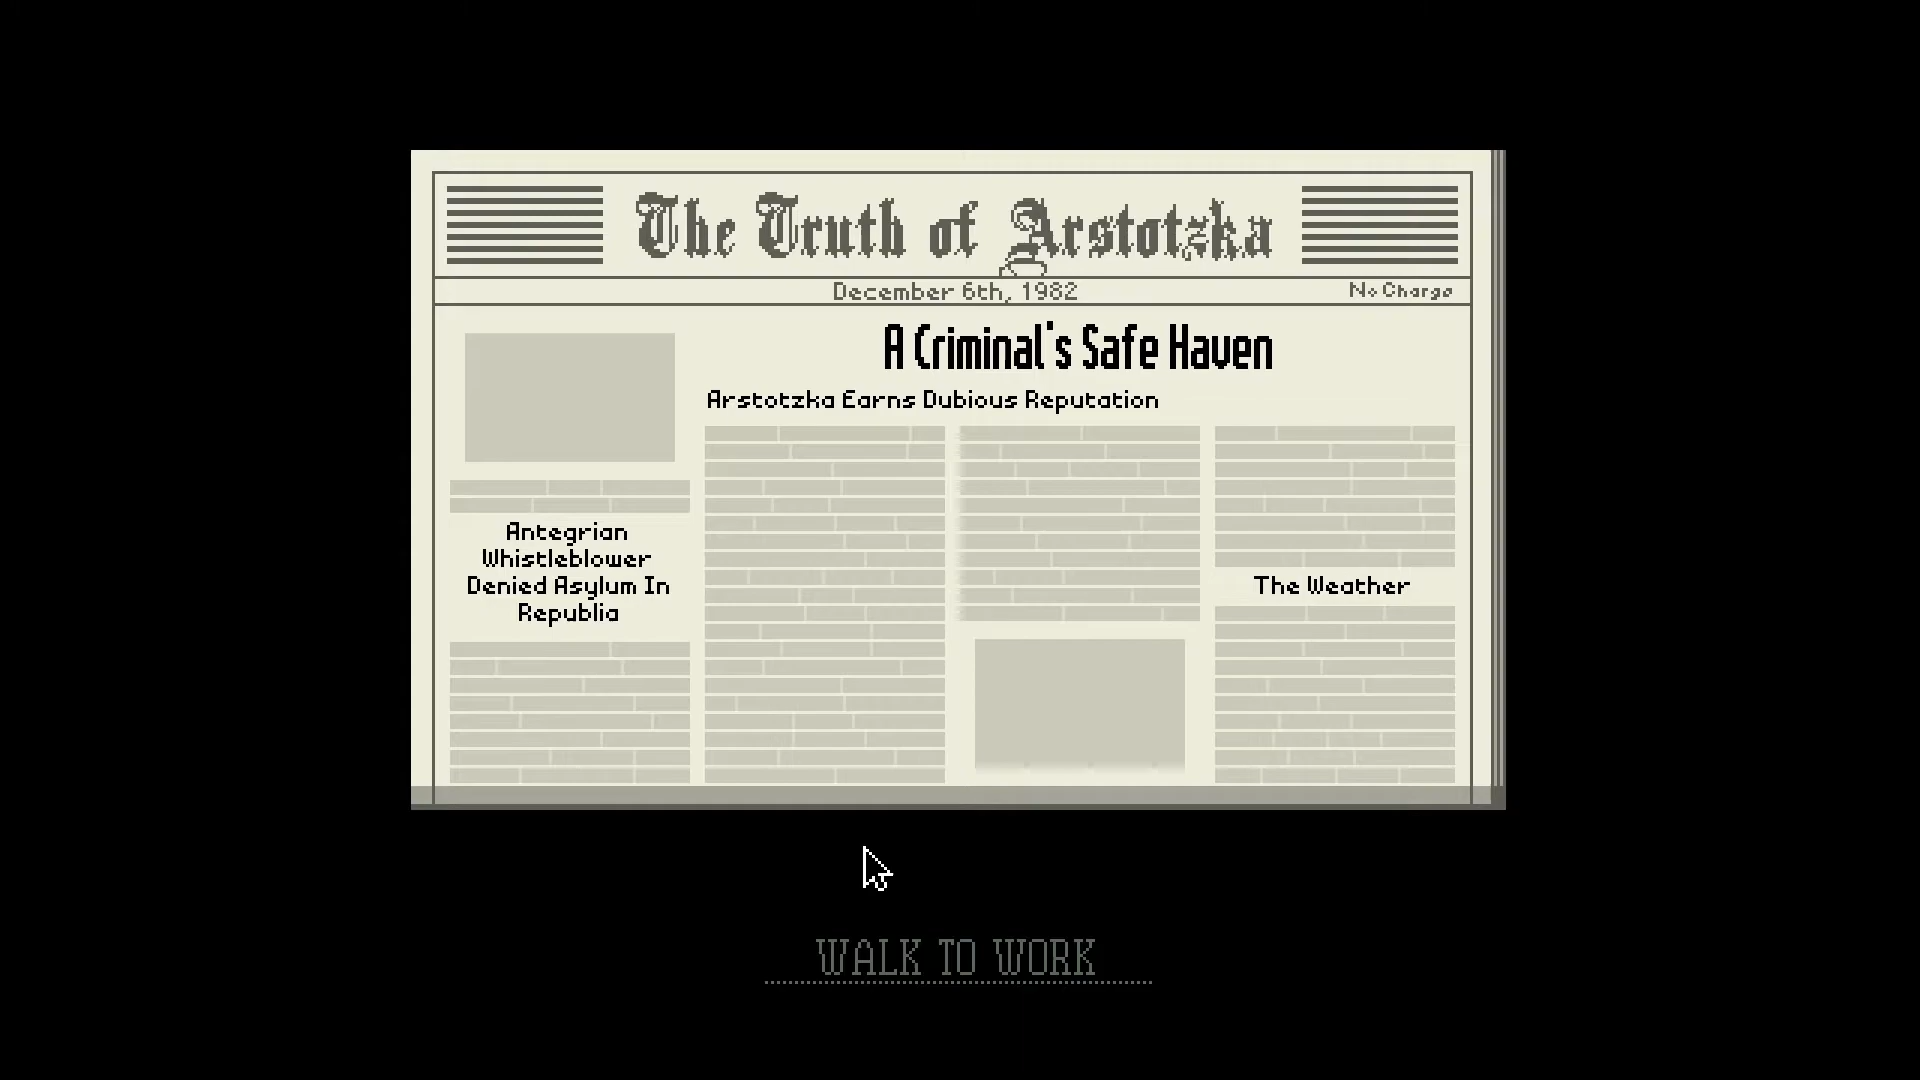 The Truth of Arstotzka
December 6th, 1982
No Charge
A Criminal's Safe Haven
Arstotzka Earns Dubious Reputation
Antegrian
Whistleblower
Denied Asylum In
Republia
The Weather
WALK TO WORK